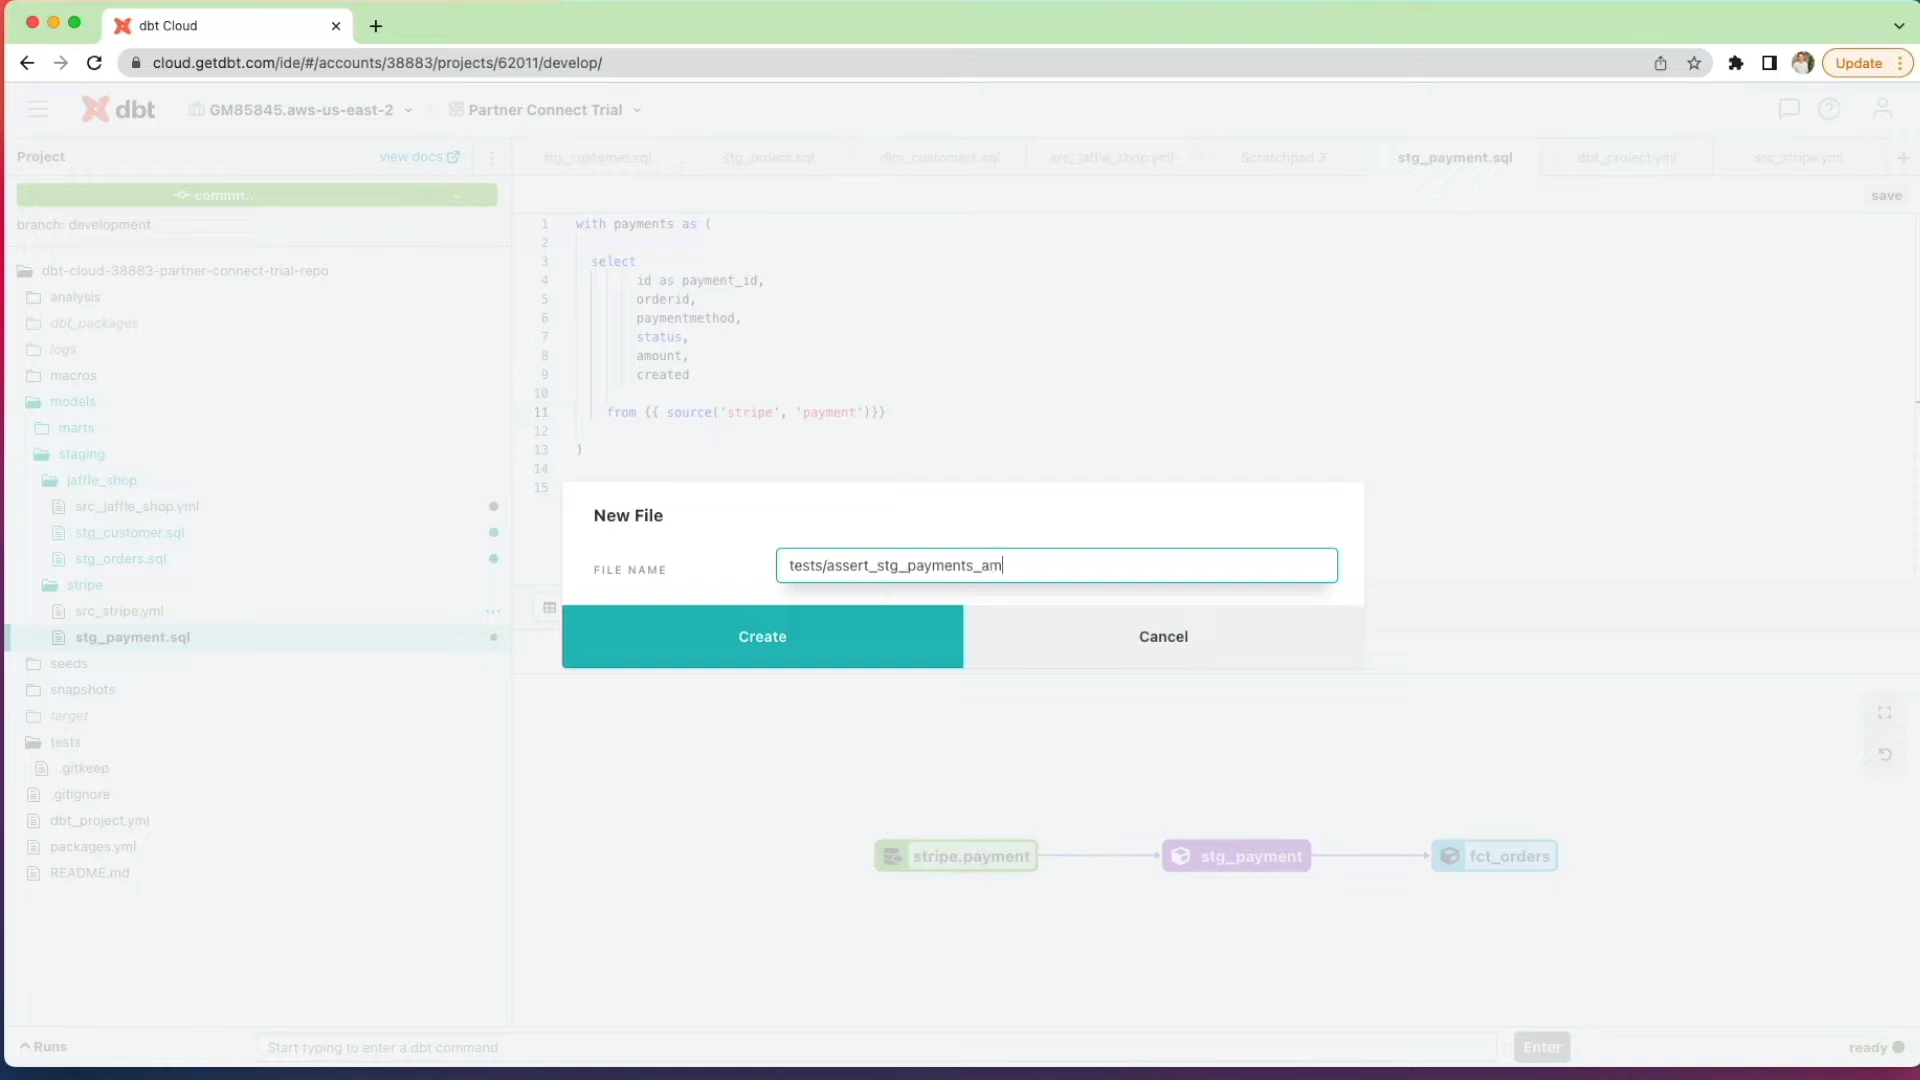 dbt Cloud
cloud.getdbt.com/ide/#/accounts/38883/projects/62011/develop/
Update
dbt
GM85845.aws-us-east-2
Partner Connect Trial
Project
view docs
stg_customer.sql
stg_orders.sql
dim_customers.sql
src_jaffle_shop.yml
Scratchpad 3
stg_payment.sql
dbt_project.yml
src_stripe.yml
commit..
save
branch: development
dbt-cloud-38883-partner-connect-trial-repo
analysis
dbt_packages
logs
macros
models
marts
staging
jaffle_shop
src_jaffle_shop.yml
stg_customer.sql
stg_orders.sql
stripe
src_stripe.yml
stg_payment.sql
seeds
snapshots
target
tests
.gitkeep
.gitignore
dbt_project.yml
packages.yml
README.md
1 with payments as (
2
3 select
4 id as payment_id,
5 orderid,
6 paymentmethod,
7 status,
8 amount,
9 created
10
11 from {{ source('stripe', 'payment')}}
12
13 )
14
15
New File
FILE NAME
tests/assert_stg_payments_am
Create
Cancel
stripe.payment
stg_payment
fct_orders
Runs
Start typing to enter a dbt command
Enter
ready